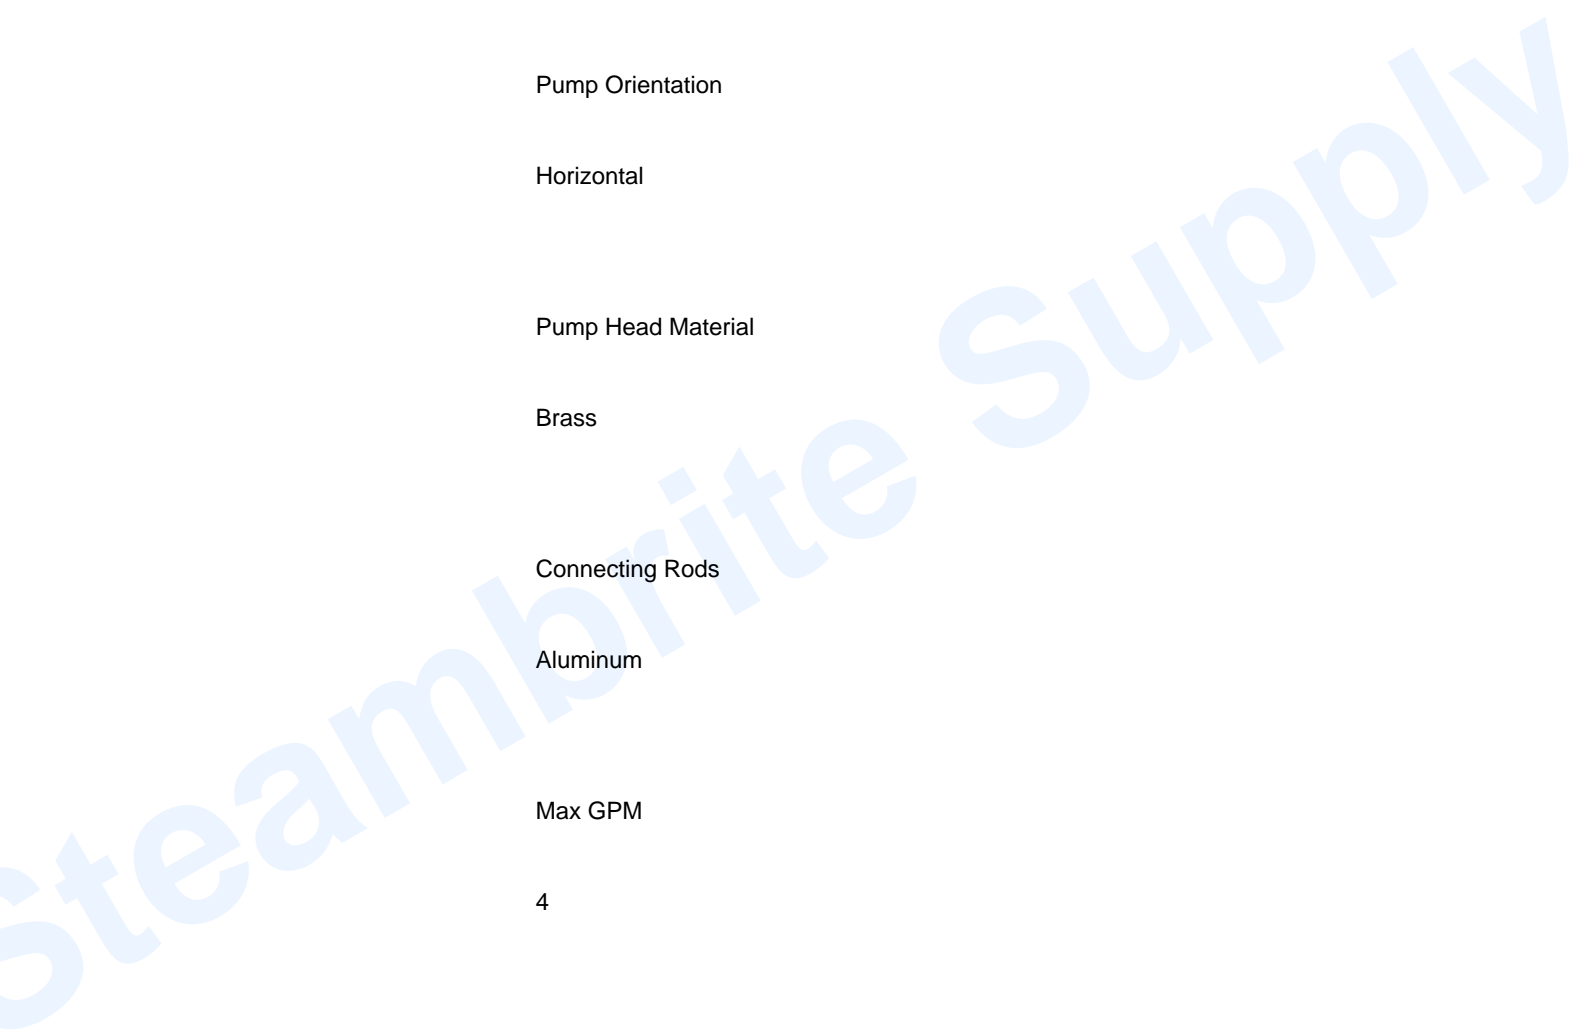 Pump Orientation
Horizontal
Pump Head Material
Brass
Connecting Rods
Aluminum
Max GPM
4
Steambrite Supply